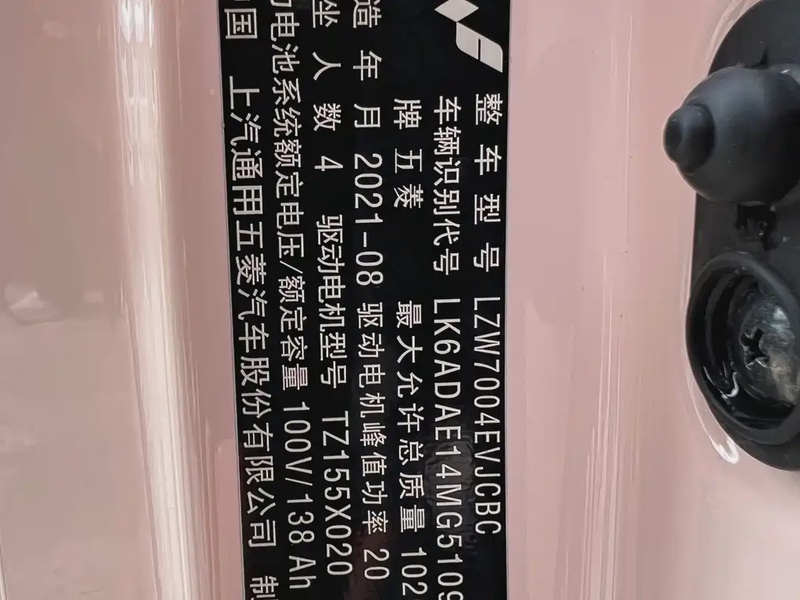 整车型号 LZW7004EVJCBC
车辆识别代号 LK6ADAE14MG5109
牌 五菱 最大允许总质量 102
造年月 2021-08 驱动电机峰值功率 20
坐人数 4 驱动电机型号 TZ155X020
电池系统额定电压/额定容量 100V/138 Ah
国 上汽通用五菱汽车股份有限公司 制